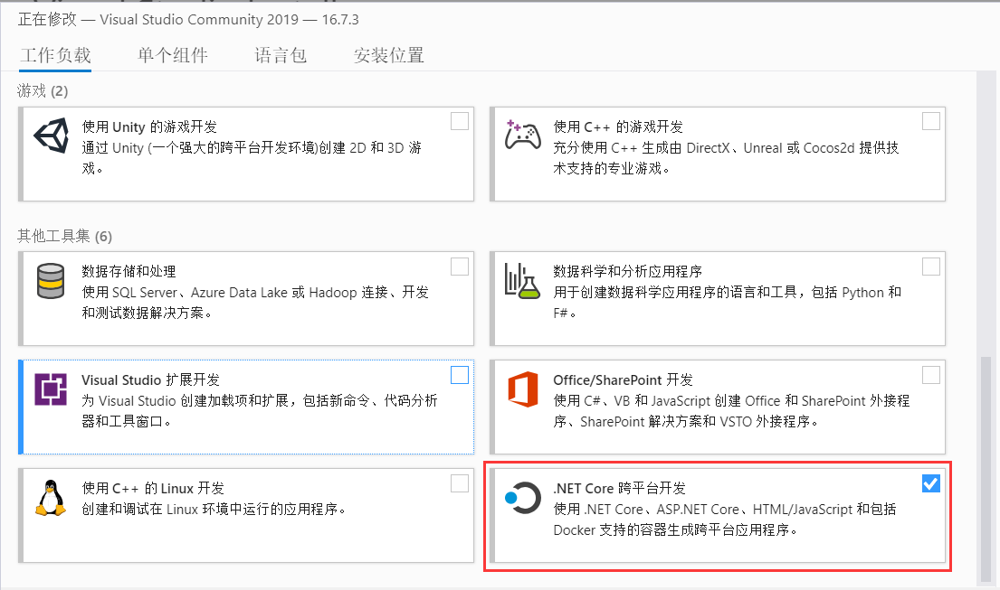 正在修改 — Visual Studio Community 2019 — 16.7.3
工作负载 单个组件 语言包 安装位置
游戏 (2)
使用 Unity 的游戏开发
通过 Unity (一个强大的跨平台开发环境)创建 2D 和 3D 游
戏。
使用 C++ 的游戏开发
充分使用 C++ 生成由 DirectX、Unreal 或 Cocos2d 提供技
术支持的专业游戏。
其他工具集 (6)
数据存储和处理
使用 SQL Server、Azure Data Lake 或 Hadoop 连接、开发
和测试数据解决方案。
数据科学和分析应用程序
用于创建数据科学应用程序的语言和工具，包括 Python 和
F#。
Visual Studio 扩展开发
为 Visual Studio 创建加载项和扩展，包括新命令、代码分析
器和工具窗口。
Office/SharePoint 开发
使用 C#、VB 和 JavaScript 创建 Office 和 SharePoint 外接程
序、SharePoint 解决方案和 VSTO 外接程序。
使用 C++ 的 Linux 开发
创建和调试在 Linux 环境中运行的应用程序。
.NET Core 跨平台开发
使用 .NET Core、ASP.NET Core、HTML/JavaScript 和包括
Docker 支持的容器生成跨平台应用程序。